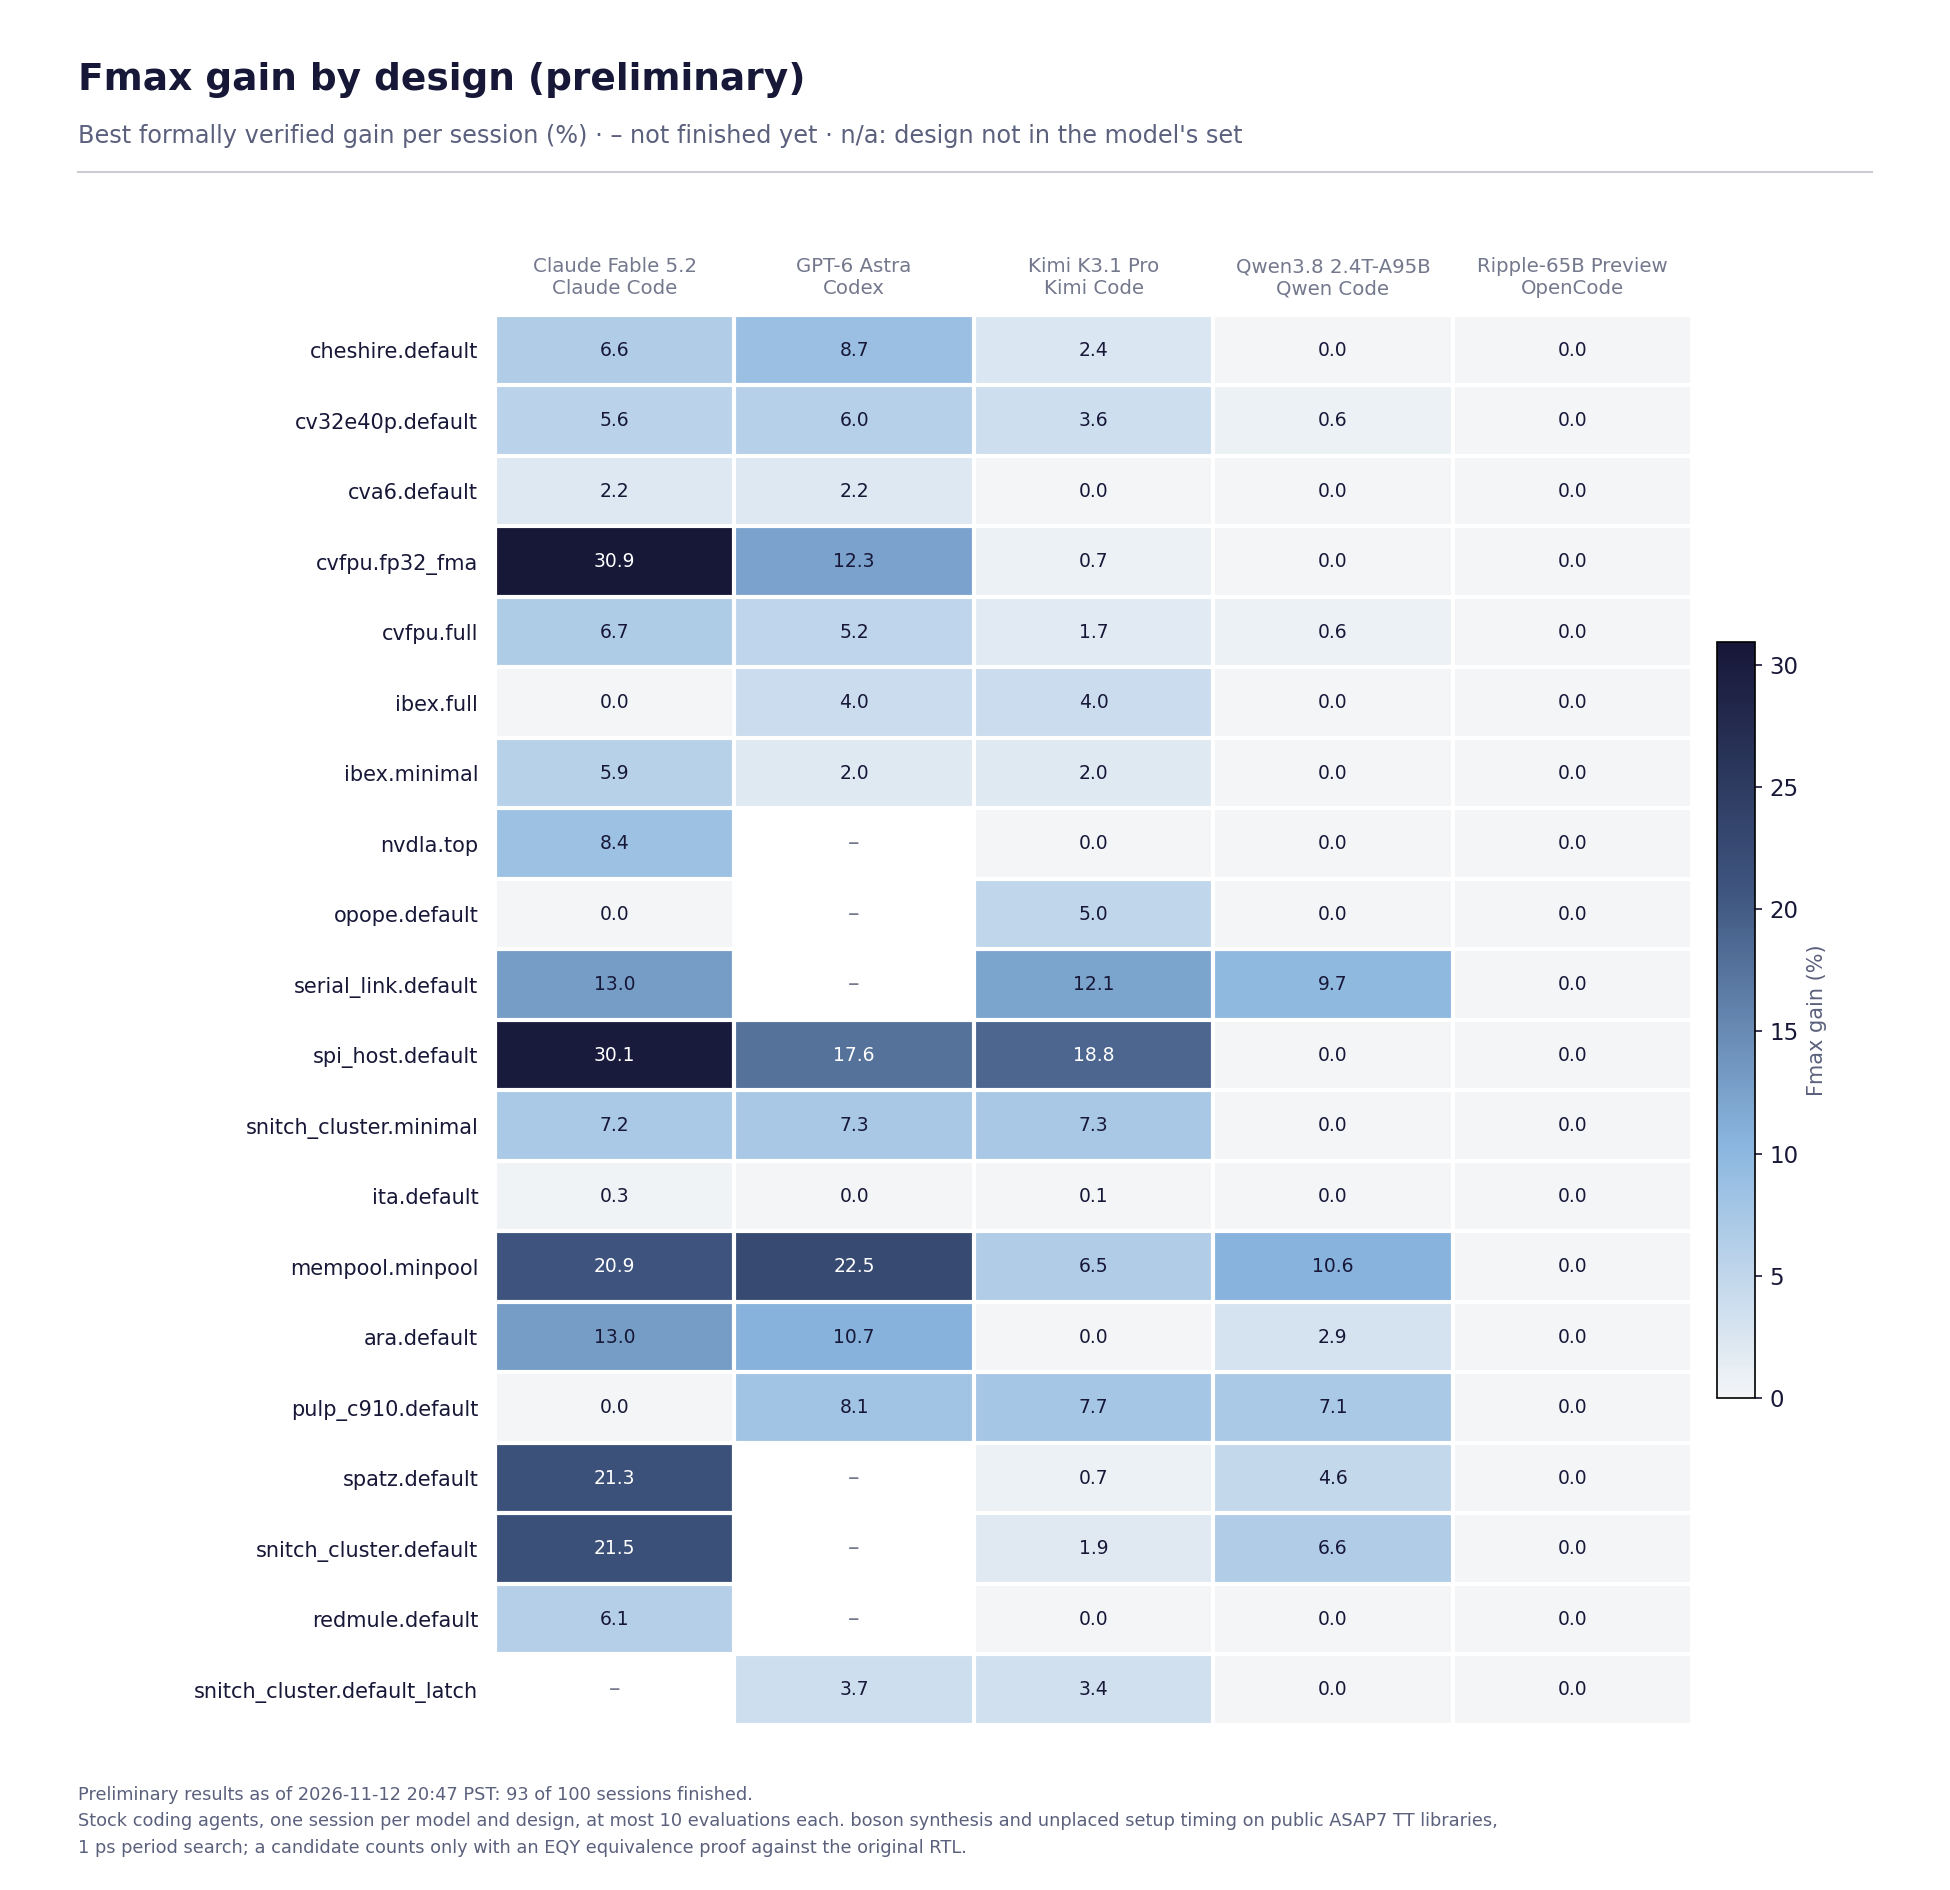 Fmax gain by design (preliminary)
Best formally verified gain per session (%) · – not finished yet · n/a: design not in the model's set
Claude Fable 5.2 GPT-6 Astra Kimi K3.1 Pro Qwen3.8 2.4T-A95B Ripple-65B Preview
Claude Code Codex Kimi Code Qwen Code OpenCode
cheshire.default 6.6 8.7 2.4 0.0 0.0
cv32e40p.default 5.6 6.0 3.6 0.6 0.0
cva6.default 2.2 2.2 0.0 0.0 0.0
cvfpu.fp32_fma 30.9 12.3 0.7 0.0 0.0
cvfpu.full 6.7 5.2 1.7 0.6 0.0
ibex.full 0.0 4.0 4.0 0.0 0.0
ibex.minimal 5.9 2.0 2.0 0.0 0.0
nvdla.top 8.4 – 0.0 0.0 0.0
opope.default 0.0 – 5.0 0.0 0.0
serial_link.default 13.0 – 12.1 9.7 0.0
spi_host.default 30.1 17.6 18.8 0.0 0.0
snitch_cluster.minimal 7.2 7.3 7.3 0.0 0.0
ita.default 0.3 0.0 0.1 0.0 0.0
mempool.minpool 20.9 22.5 6.5 10.6 0.0
ara.default 13.0 10.7 0.0 2.9 0.0
pulp_c910.default 0.0 8.1 7.7 7.1 0.0
spatz.default 21.3 – 0.7 4.6 0.0
snitch_cluster.default 21.5 – 1.9 6.6 0.0
redmule.default 6.1 – 0.0 0.0 0.0
snitch_cluster.default_latch – 3.7 3.4 0.0 0.0
30
25
20
15
10
5
0
Fmax gain (%)
Preliminary results as of 2026-11-12 20:47 PST: 93 of 100 sessions finished.
Stock coding agents, one session per model and design, at most 10 evaluations each. boson synthesis and unplaced setup timing on public ASAP7 TT libraries,
1 ps period search; a candidate counts only with an EQY equivalence proof against the original RTL.